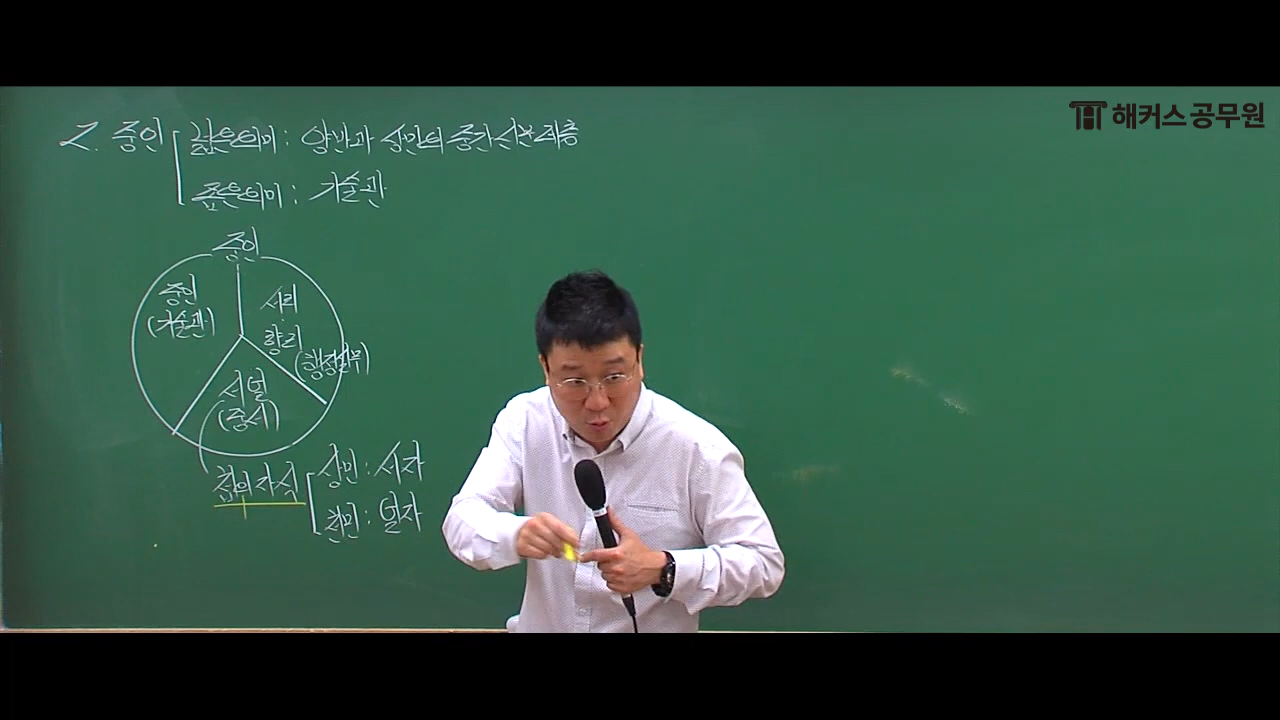 해커스공무원
2. 중인 넓은의미 : 양반과 상민의 중간 신분계층
좁은의미 : 기술관
중인
중인
(기술관)
서리
향리
(행정실무)
서얼
(중서)
첩의 자식
상민 : 서자
천민 : 얼자